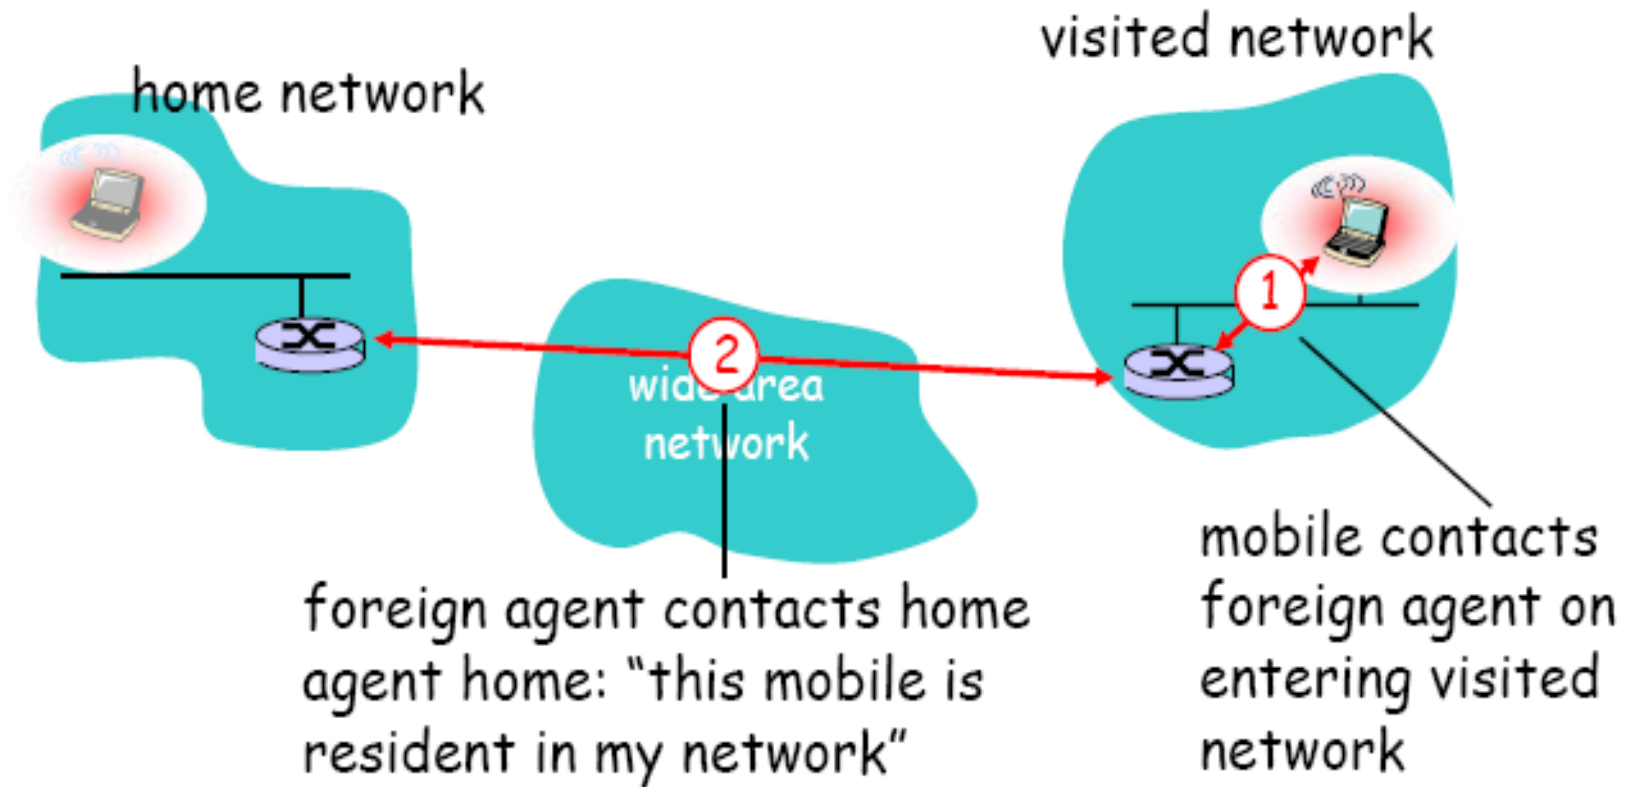 home network
visited network
1
2
wide area
network
foreign agent contacts home
agent home: “this mobile is
resident in my network”
mobile contacts
foreign agent on
entering visited
network